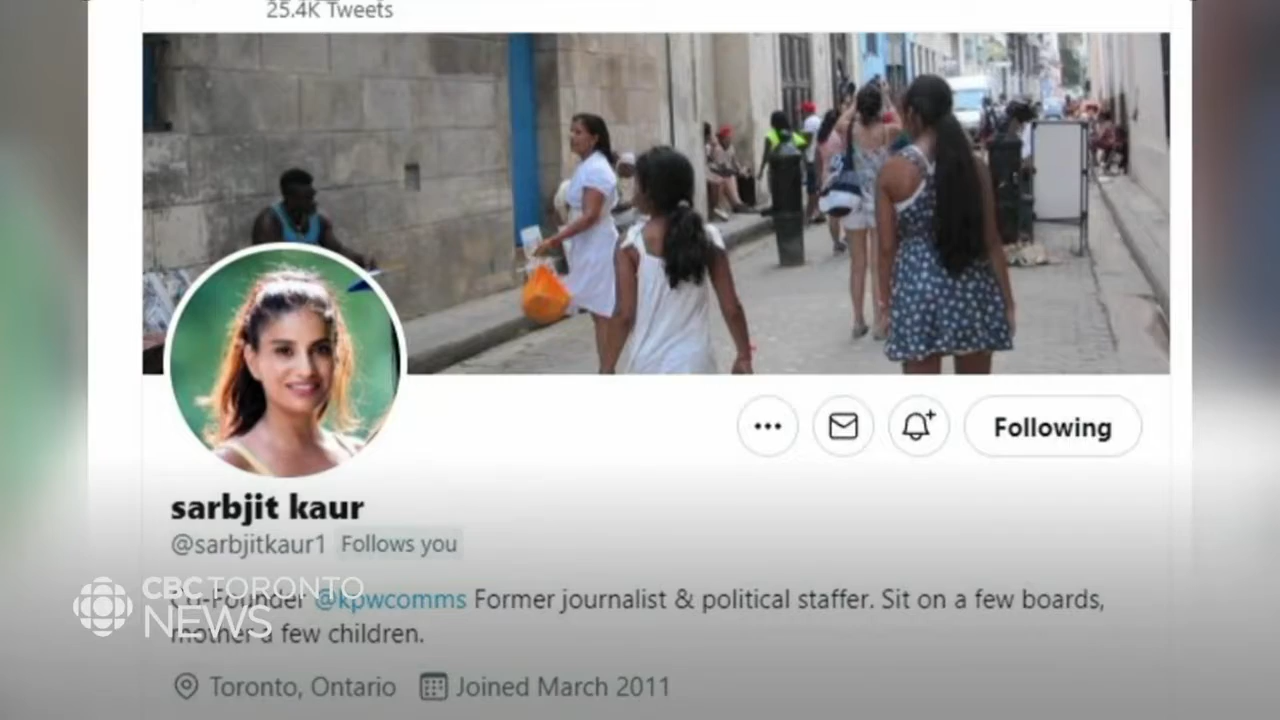 25.4K Tweets
Following
sarbjit kaur
@sarbjitkaur1 Follows you
Co-Founder @kpwcomms Former journalist & political staffer. Sit on a few boards,
mother a few children.
CBC TORONTO
NEWS
Toronto, Ontario Joined March 2011